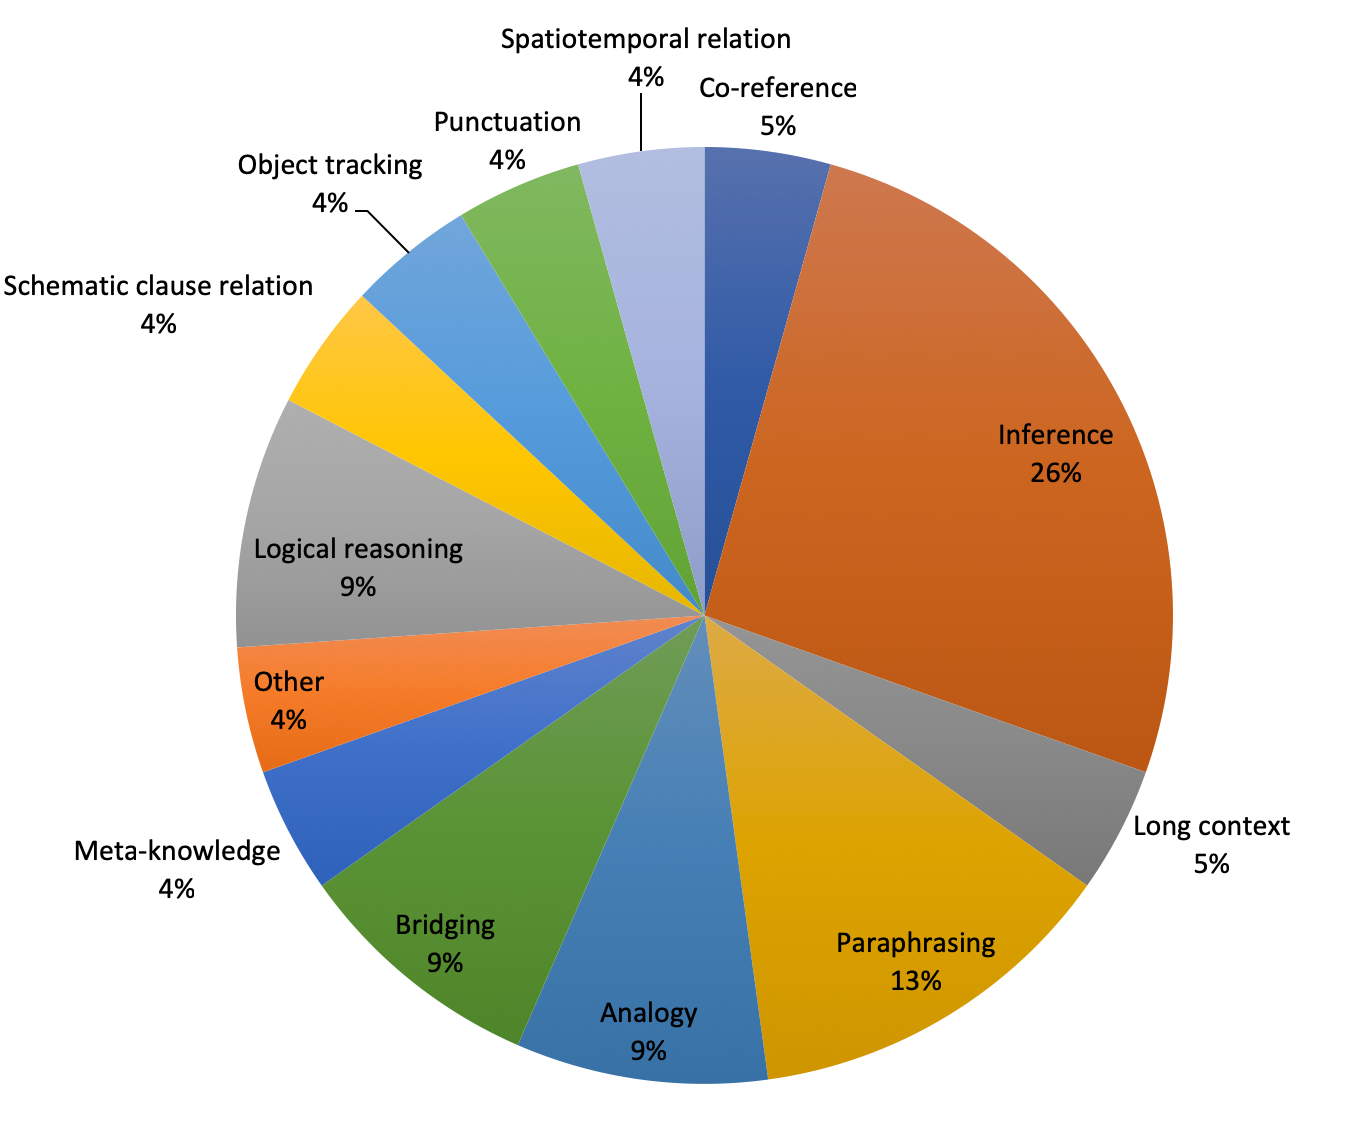 Spatiotemporal relation
4%
Co-reference
5%
Punctuation
4%
Object tracking
4%
Schematic clause relation
4%
Inference
26%
Logical reasoning
9%
Other
4%
Long context
5%
Meta-knowledge
4%
Bridging
9%
Paraphrasing
13%
Analogy
9%